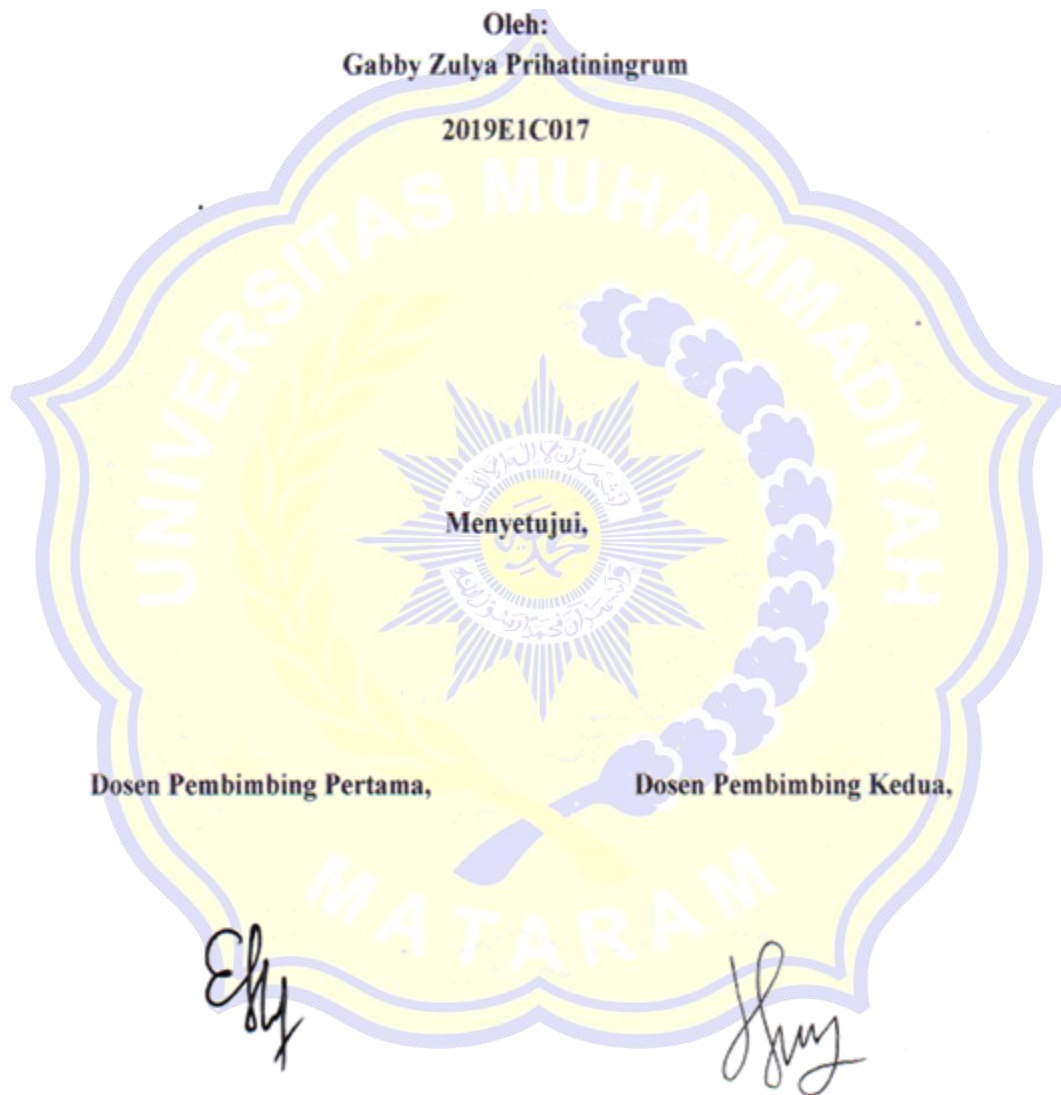 Oleh:
Gabby Zulya Prihatiningrum
2019E1C017
UNIVERSITAS MUHAMMADIYAH
Menyetujui,
Dosen Pembimbing Pertama, Dosen Pembimbing Kedua,
MATARAM